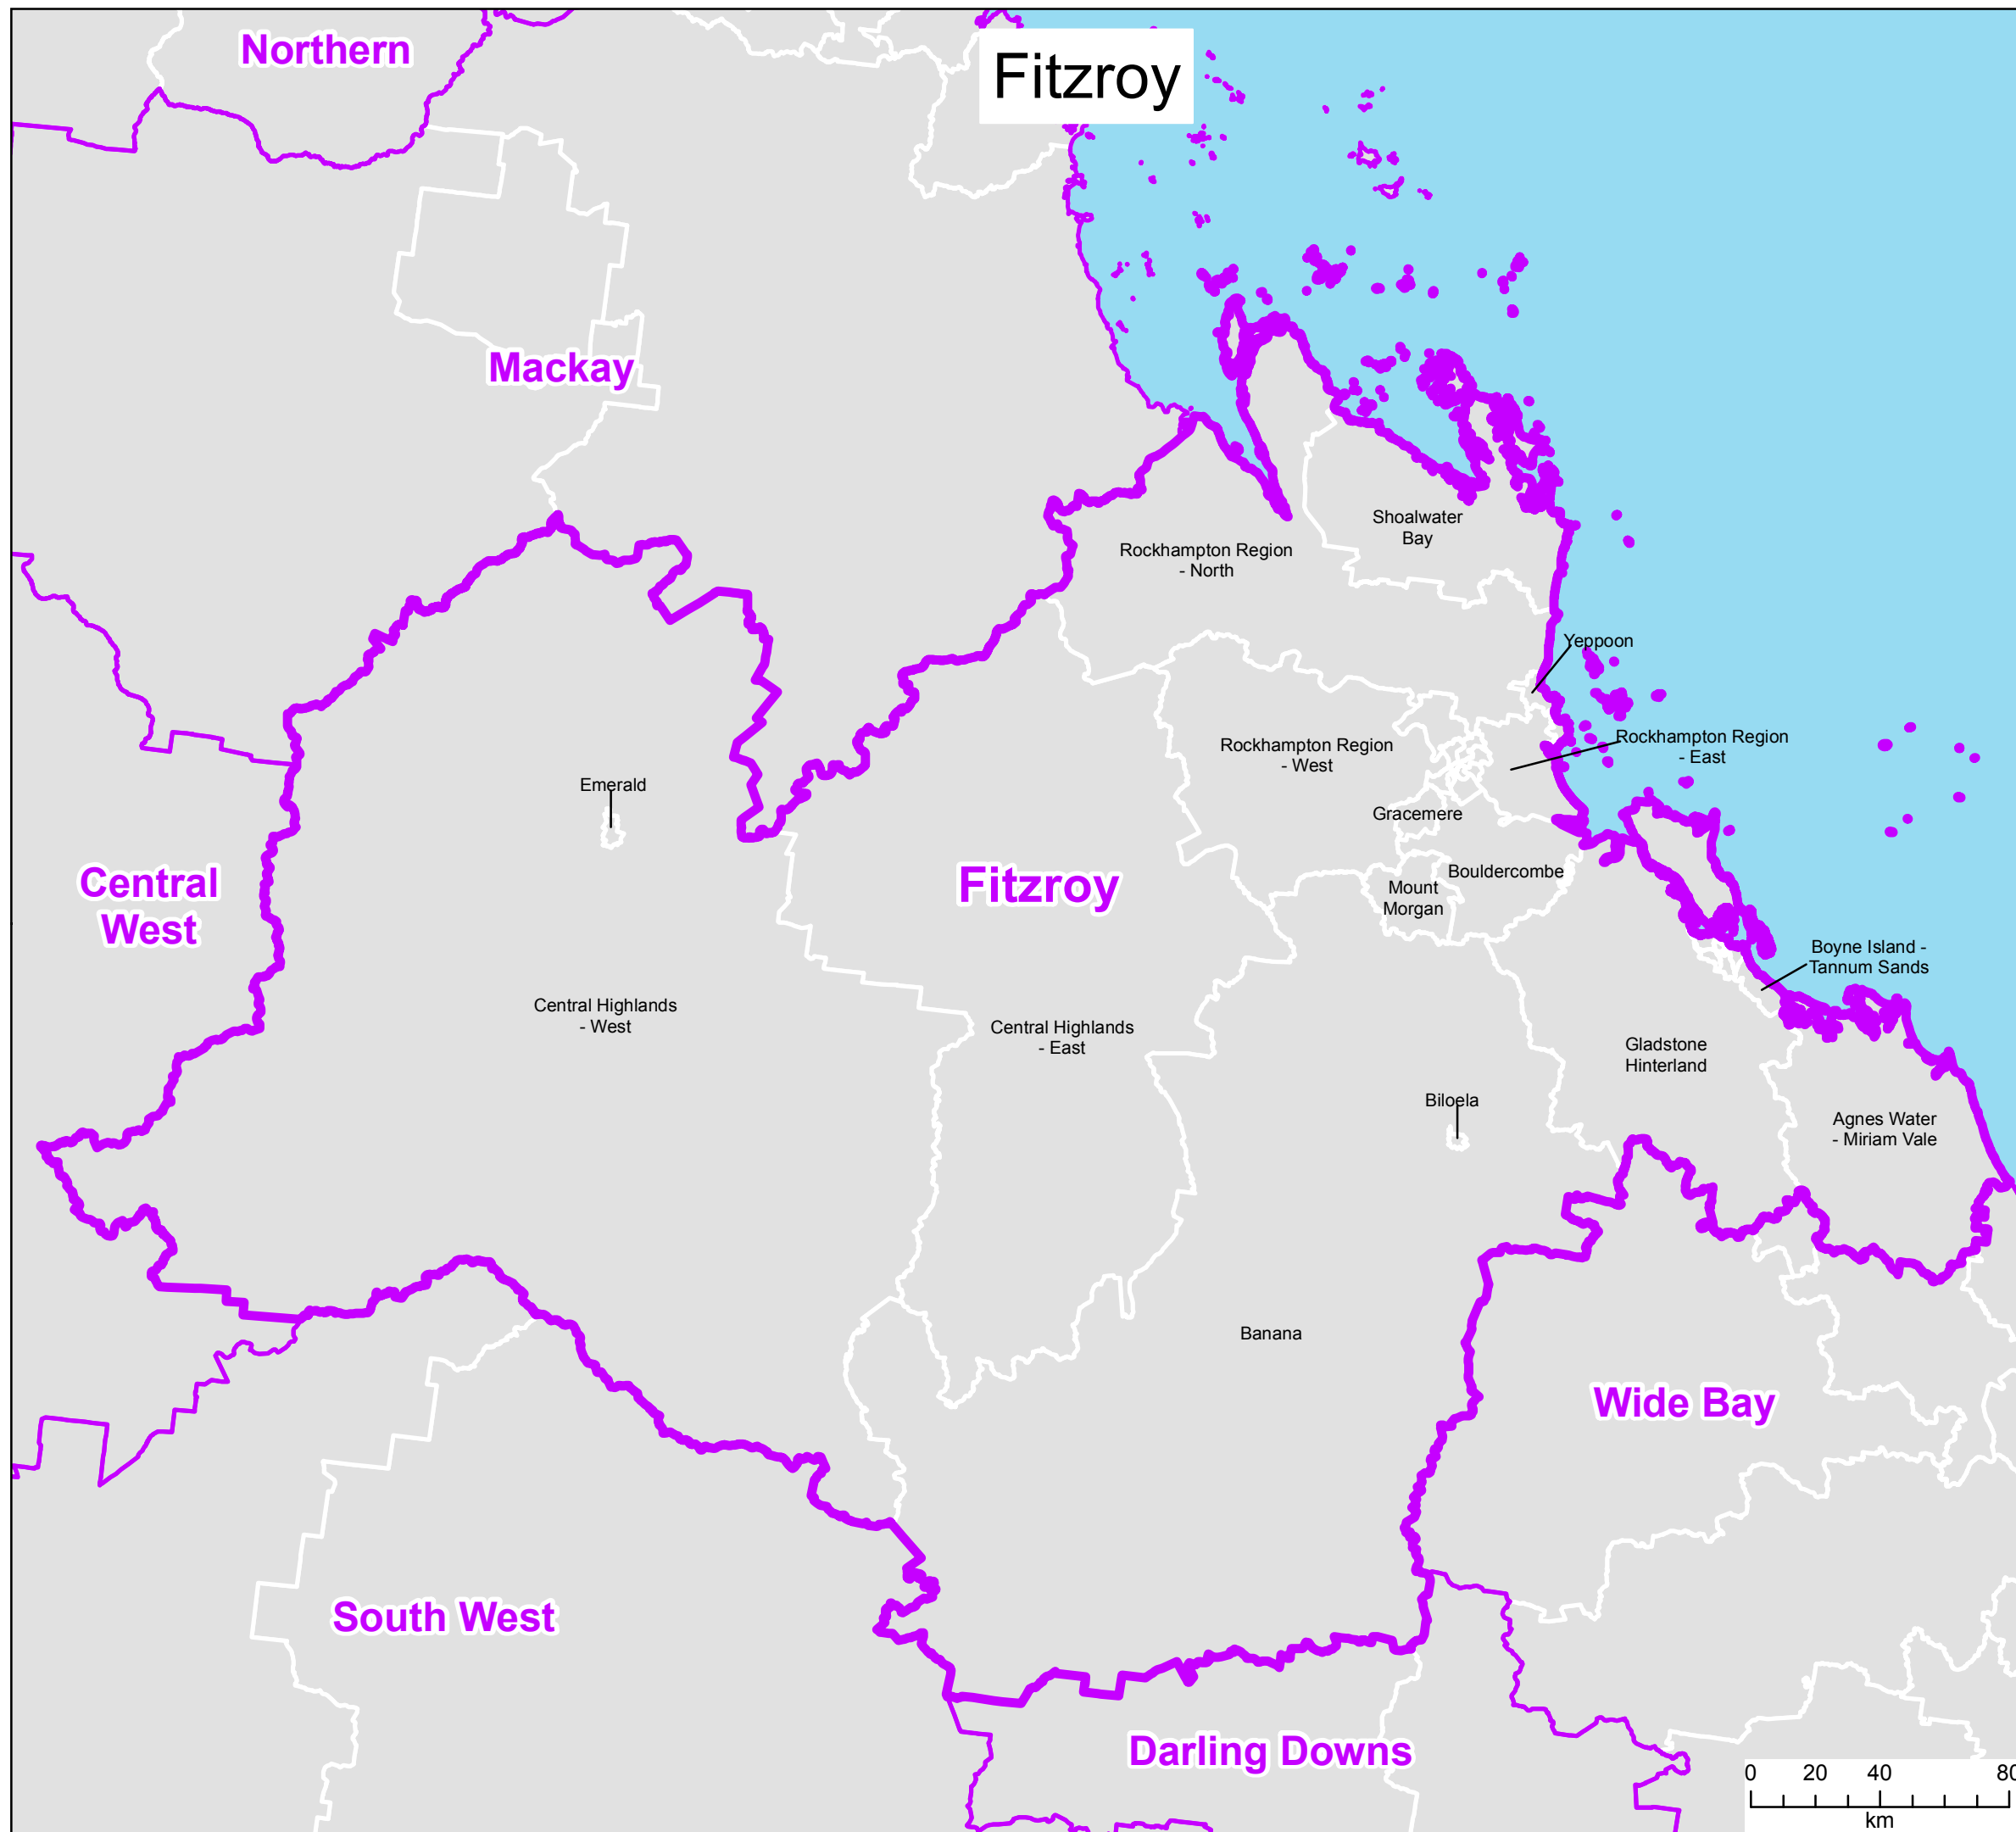 Northern
Fitzroy
Mackay
Shoalwater
Bay
Rockhampton Region
- North
Yeppoon
Rockhampton Region
- West
Rockhampton Region
- East
Emerald
Gracemere
Central
West
Fitzroy
Bouldercombe
Mount
Morgan
Boyne Island -
Tannum Sands
Central Highlands
- West
Central Highlands
- East
Gladstone
Hinterland
Biloela
Agnes Water
- Miriam Vale
Banana
Wide Bay
South West
Darling Downs
0 20 40 80
km